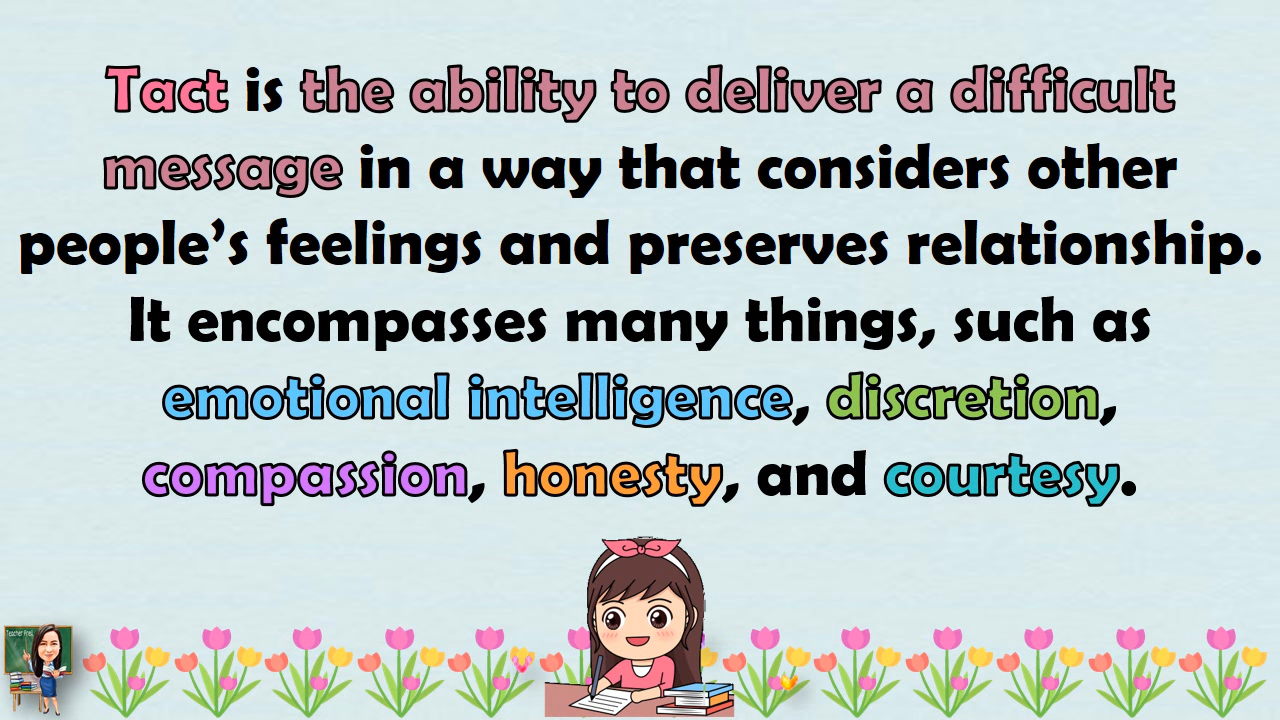 Tact is the ability to deliver a difficult
message in a way that considers other
people’s feelings and preserves relationship.
It encompasses many things, such as
emotional intelligence, discretion,
compassion, honesty, and courtesy.
Teacher